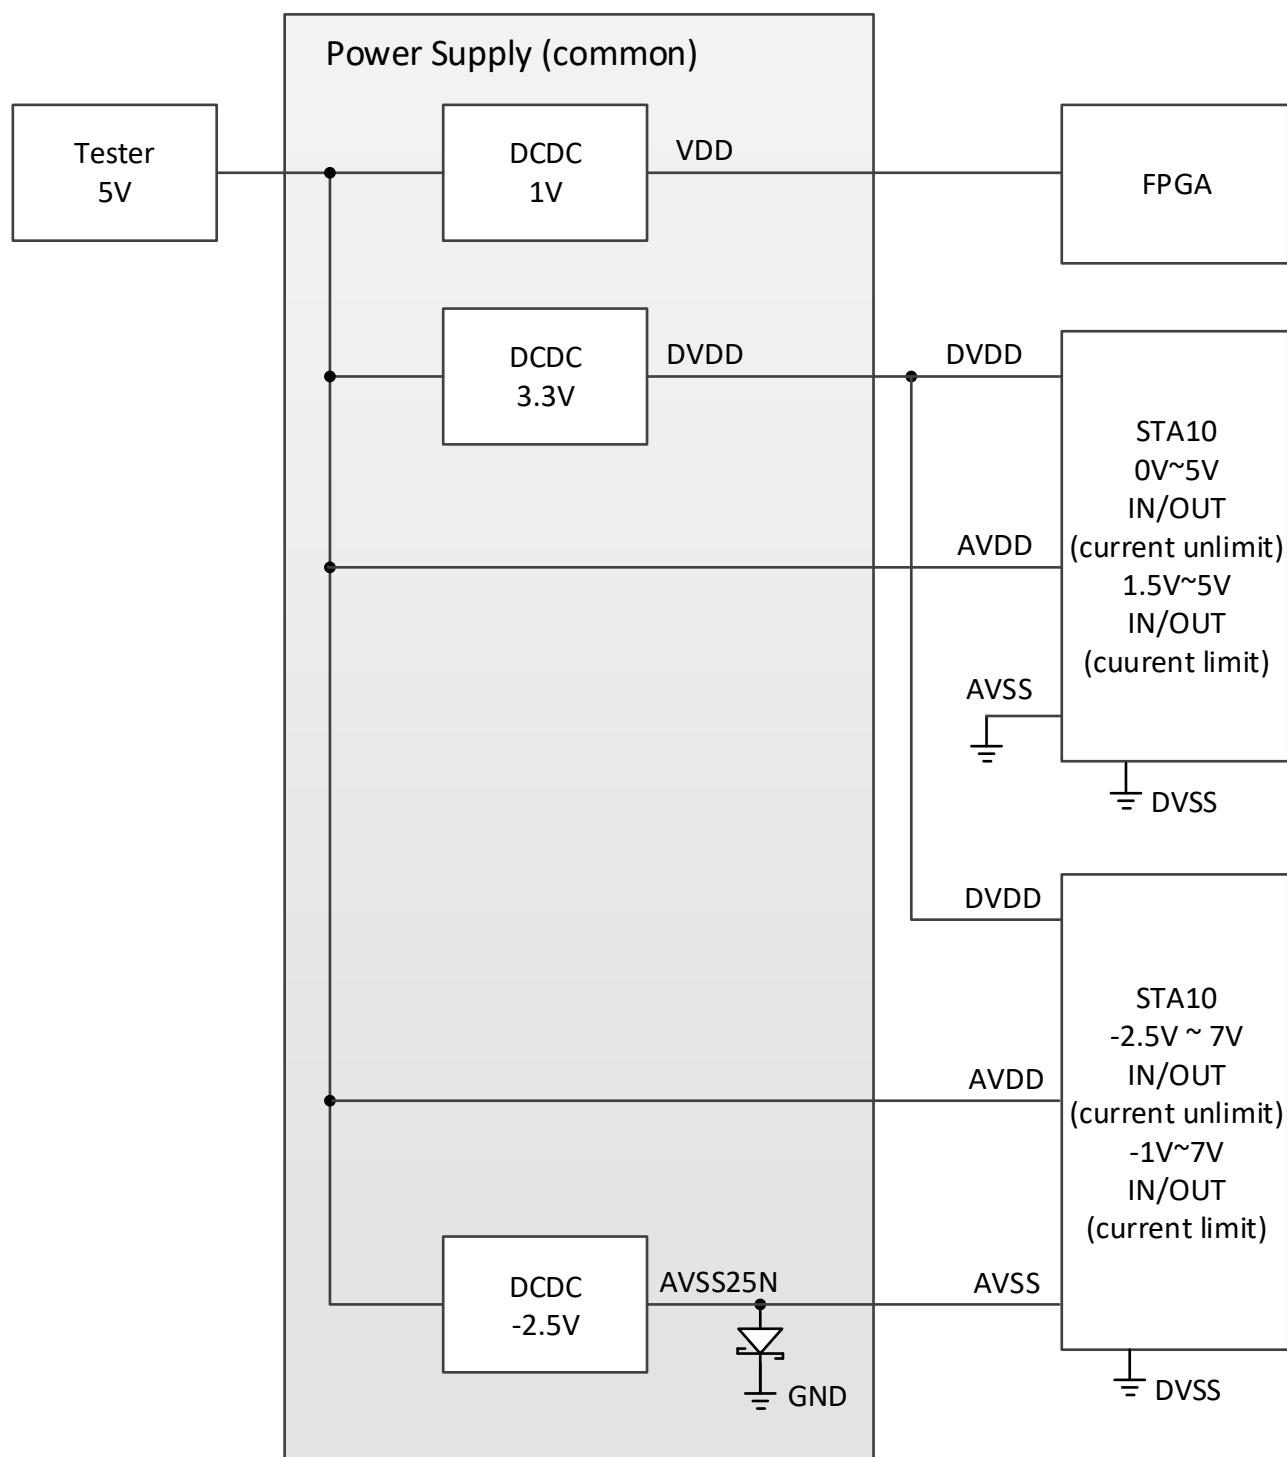 Power Supply (common)
Tester
5V
DCDC
1V
VDD
FPGA
DCDC
3.3V
DVDD
DVDD
STA10
0V~5V
IN/OUT
(current unlimit)
1.5V~5V
IN/OUT
(cuurent limit)
AVDD
AVSS
DVSS
DVDD
STA10
-2.5V ~ 7V
IN/OUT
(current unlimit)
-1V~7V
IN/OUT
(current limit)
AVDD
DCDC
-2.5V
AVSS25N
AVSS
GND
DVSS